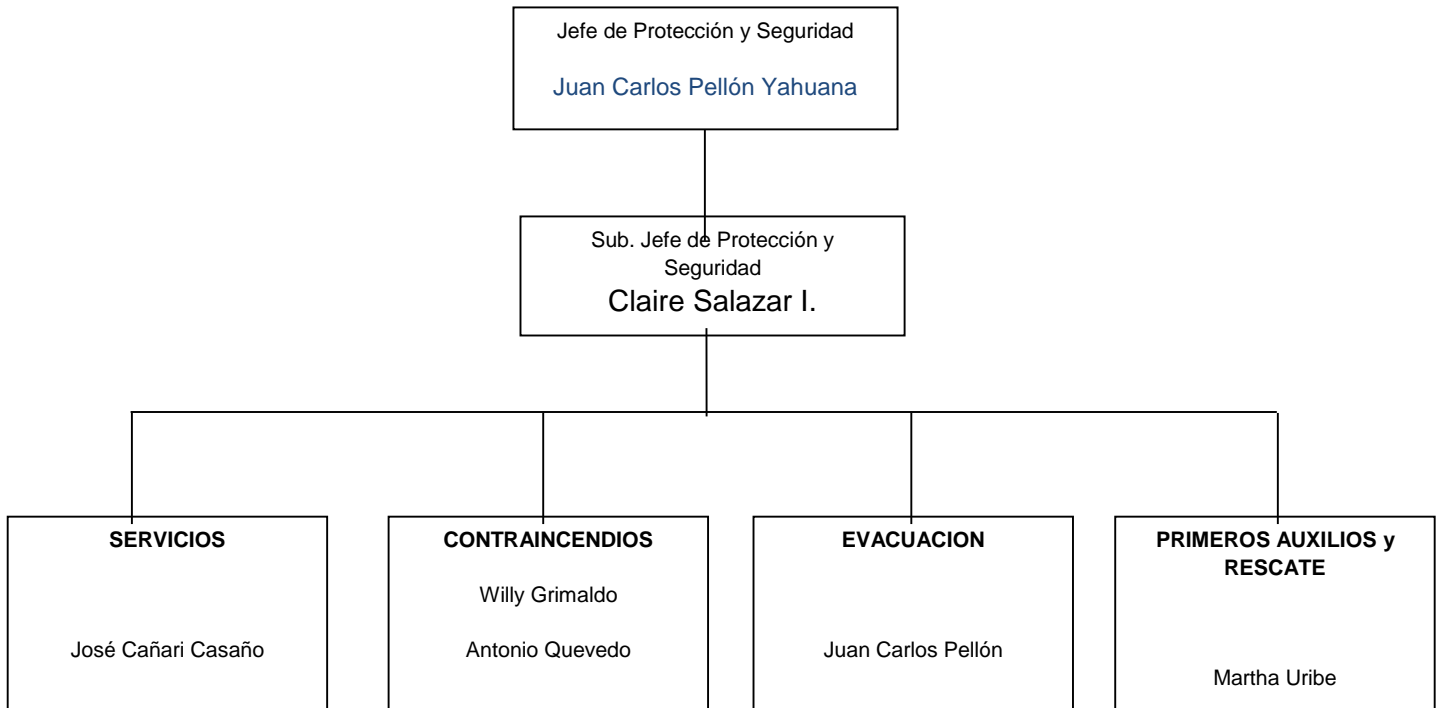 Jefe de Protección y Seguridad
Juan Carlos Pellón Yahuana
Sub. Jefe de Protección y
Seguridad
Claire Salazar I.
SERVICIOS
José Cañari Casaño
CONTRAINCENDIOS
Willy Grimaldo
Antonio Quevedo
EVACUACION
Juan Carlos Pellón
PRIMEROS AUXILIOS y
RESCATE
Martha Uribe